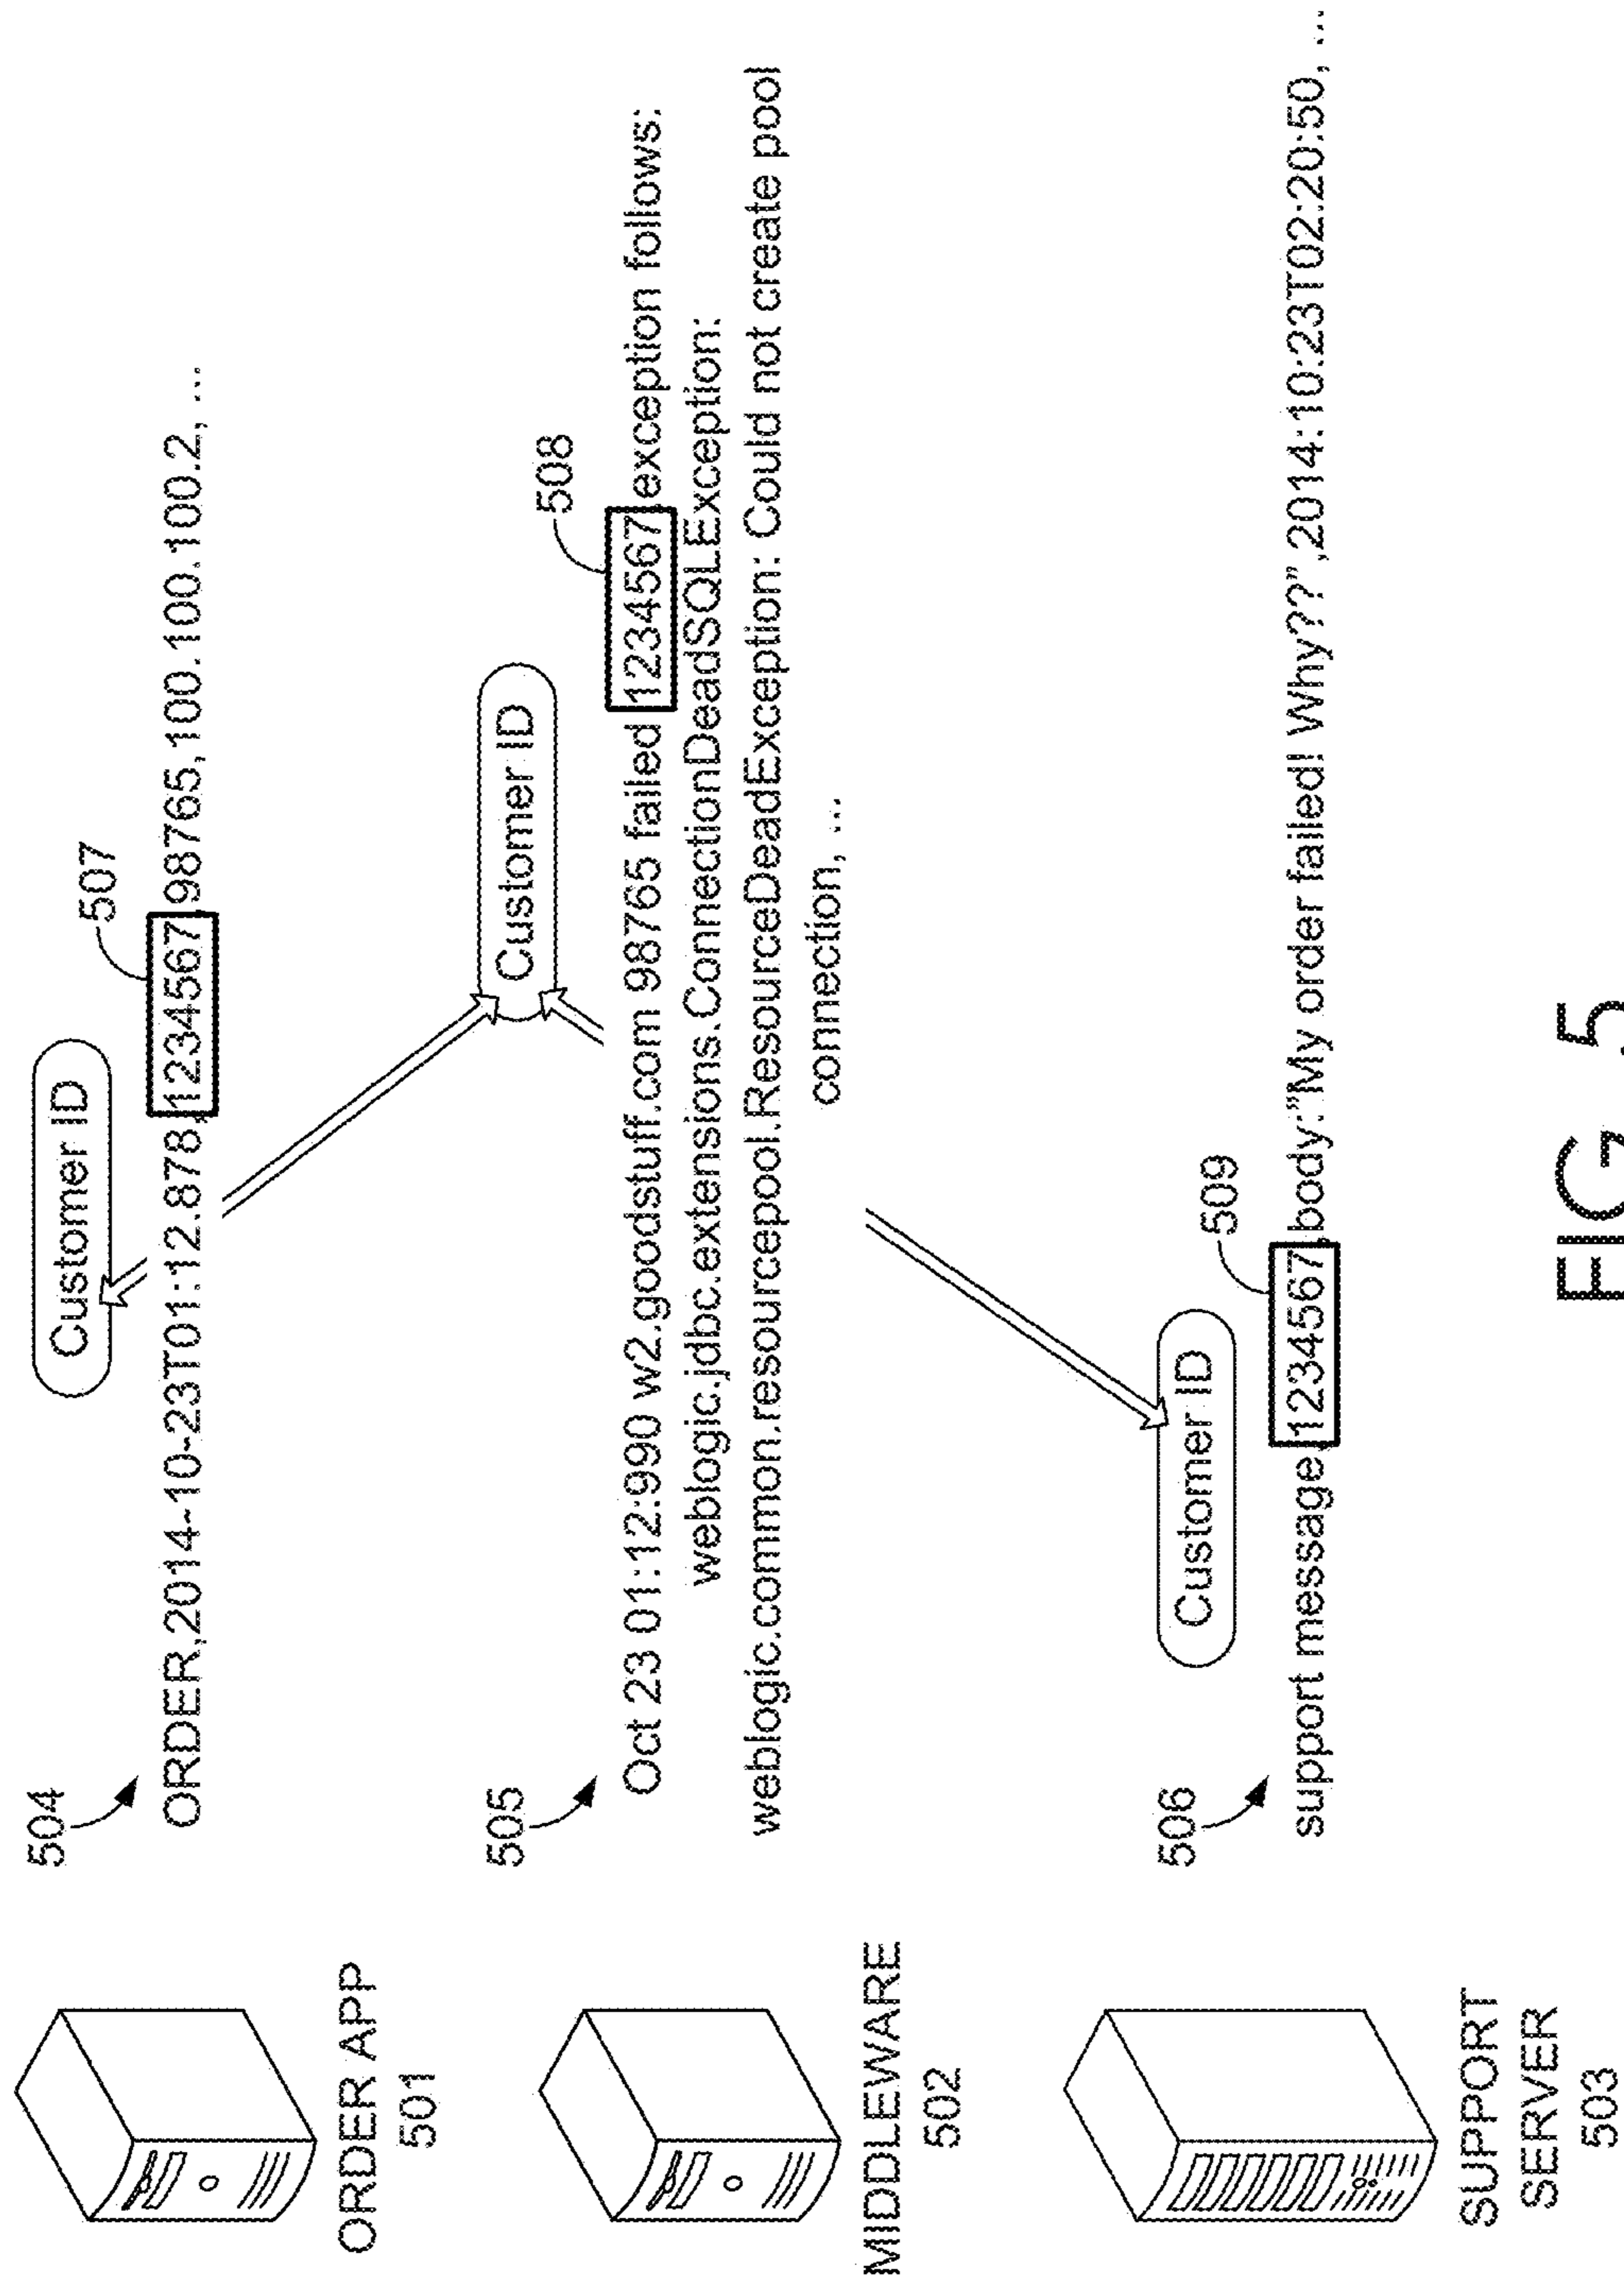 504
Customer ID
507
ORDER,2014-10-23T01:12:12.878,1234567,98765,100.100.100.2, ...
ORDER APP
501
505
Customer ID
508
Oct 23 01:12:990 w2.goodstuff.com 98765 failed 1234567,exception follows:
weblogic.jdbc.extensions.ConnectionDeadSQLException:
weblogic.common.resourcepool.ResourceDeadException: Could not create pool
connection, ...
MIDDLEWARE
502
506
Customer ID
509
support message,1234567,body:"My order failed! Why??",2014:10:23T02:20:50, ...
SUPPORT
SERVER
503
FIG. 5